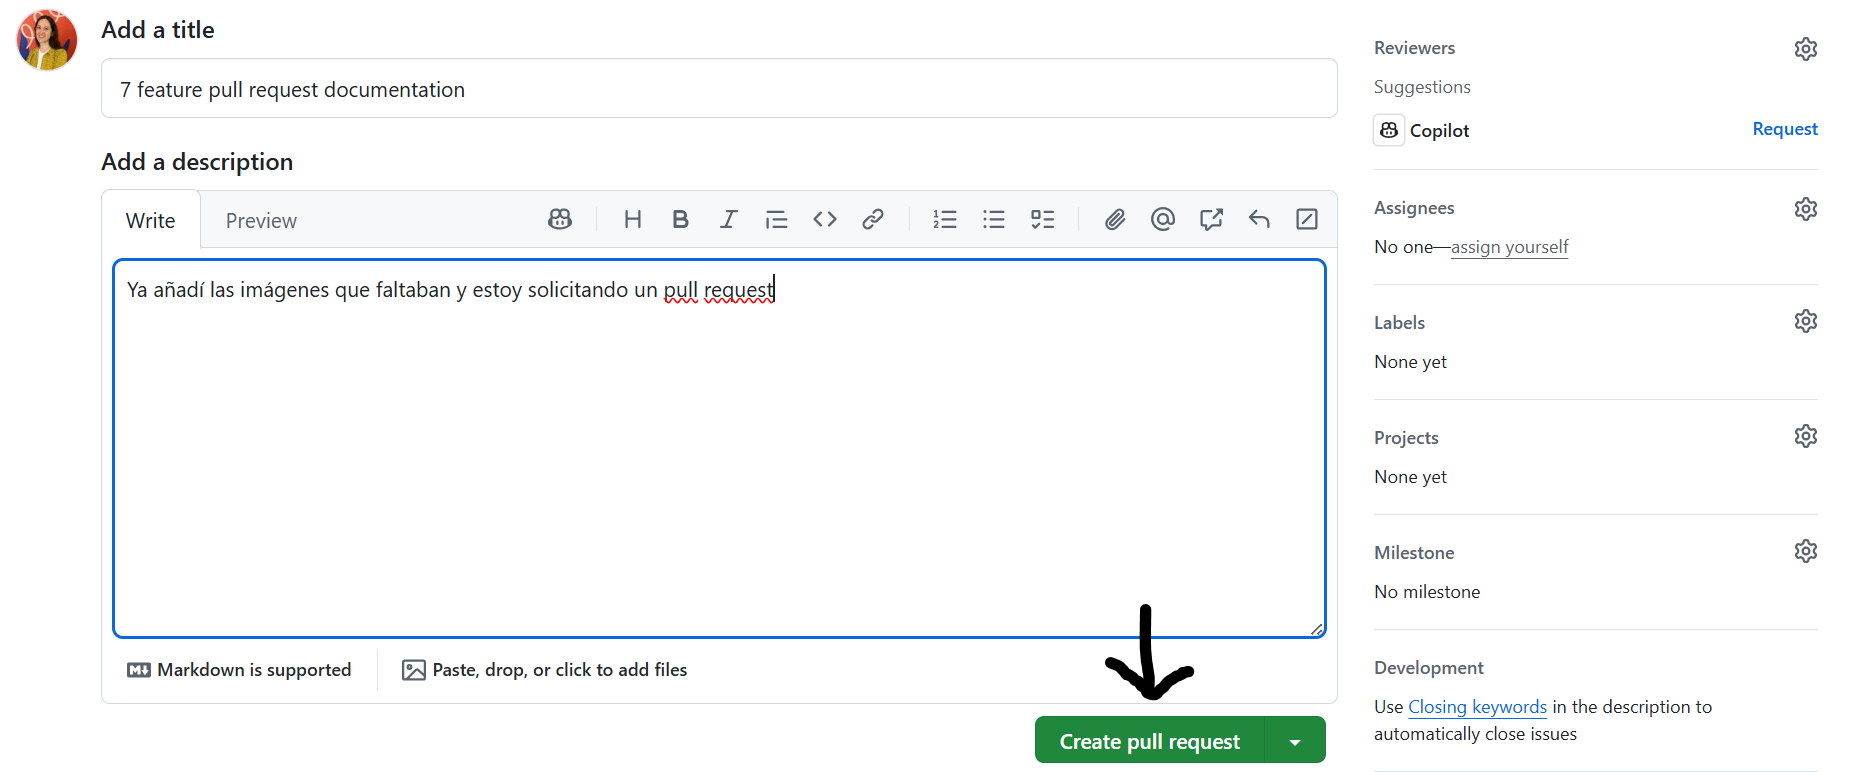 Add a title
7 feature pull request documentation
Add a description
Write
Preview
Ya añadí las imágenes que faltaban y estoy solicitando un pull request
Markdown is supported
Paste, drop, or click to add files
Create pull request
Reviewers
Suggestions
Copilot
Request
Assignees
No one—assign yourself
Labels
None yet
Projects
None yet
Milestone
No milestone
Development
Use Closing keywords in the description to
automatically close issues